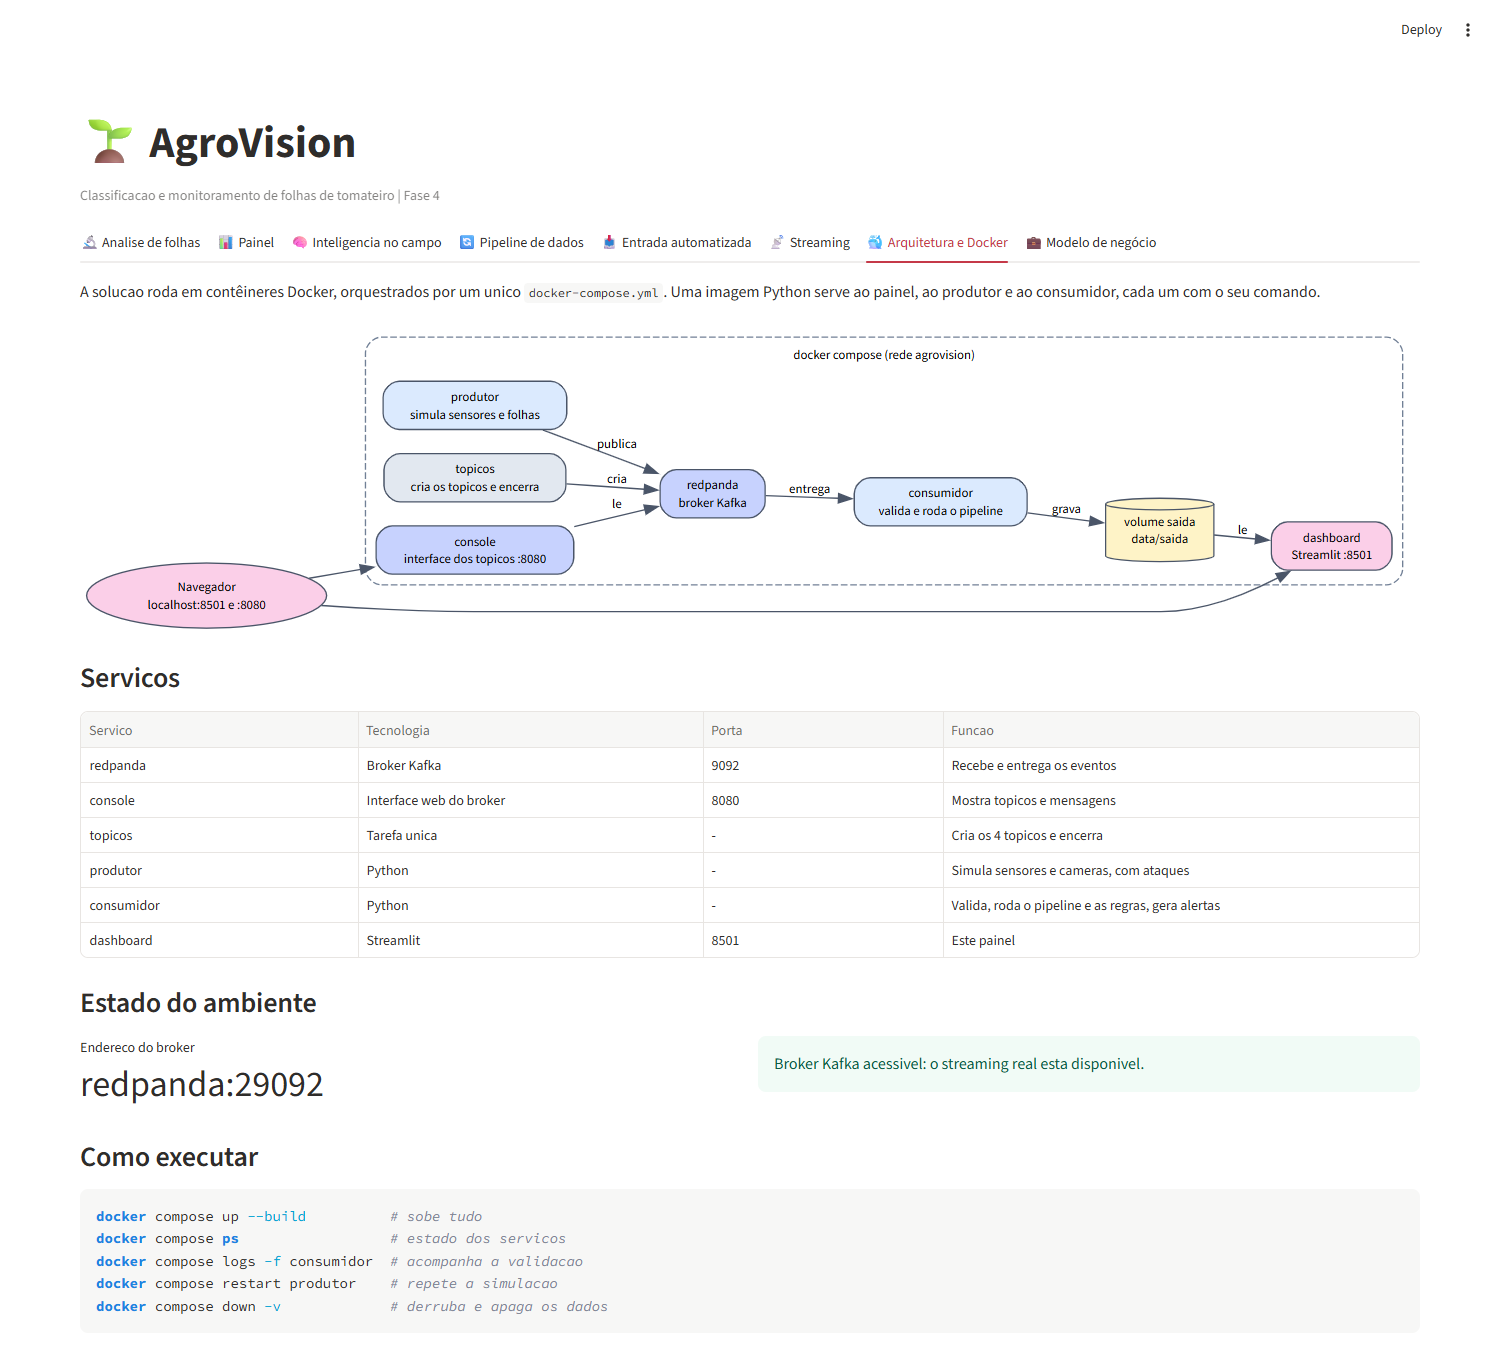 Deploy
AgroVision
Classificacao e monitoramento de folhas de tomateiro | Fase 4
Analise de folhas Painel Inteligencia no campo Pipeline de dados Entrada automatizada Streaming Arquitetura e Docker Modelo de negócio
A solucao roda em contêineres Docker, orquestrados por um unico docker-compose.yml. Uma imagem Python serve ao painel, ao produtor e ao consumidor, cada um com o seu comando.
docker compose (rede agrovision)
produtor
simula sensores e folhas
publica
topicos
cria os topicos e encerra
cria
le
redpanda
broker Kafka
entrega
consumidor
valida e roda o pipeline
grava
volume saida
data/saida
le
dashboard
Streamlit :8501
console
interface dos topicos :8080
Navegador
localhost:8501 e :8080
Servicos
Servico Tecnologia Porta Funcao
redpanda Broker Kafka 9092 Recebe e entrega os eventos
console Interface web do broker 8080 Mostra topicos e mensagens
topicos Tarefa unica - Cria os 4 topicos e encerra
produtor Python - Simula sensores e cameras, com ataques
consumidor Python - Valida, roda o pipeline e as regras, gera alertas
dashboard Streamlit 8501 Este painel
Estado do ambiente
Endereco do broker
redpanda:29092
Broker Kafka acessivel: o streaming real esta disponivel.
Como executar
docker compose up --build # sobe tudo
docker compose ps # estado dos servicos
docker compose logs -f consumidor # acompanha a validacao
docker compose restart produtor # repete a simulacao
docker compose down -v # derruba e apaga os dados